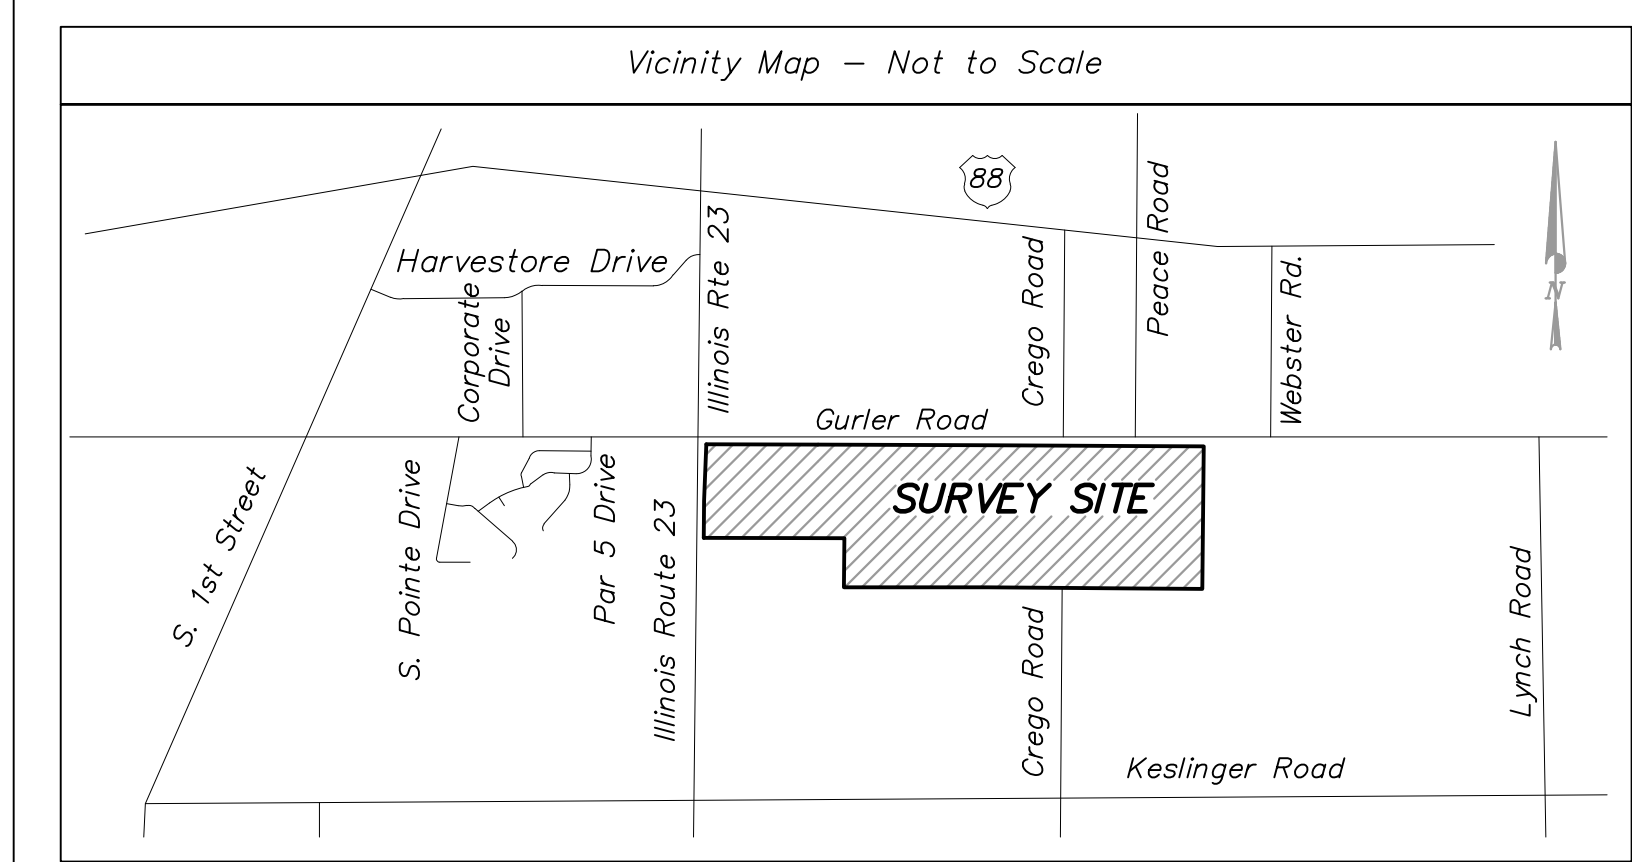 Vicinity Map – Not to Scale
88
Harvestore Drive
Corporate
Drive
Illinois Rte 23
Crego Road
Peace Road
Webster Rd.
N
Gurler Road
SURVEY SITE
S. 1st Street
S. Pointe Drive
Par 5 Drive
Illinois Route 23
Crego Road
Lynch Road
Keslinger Road